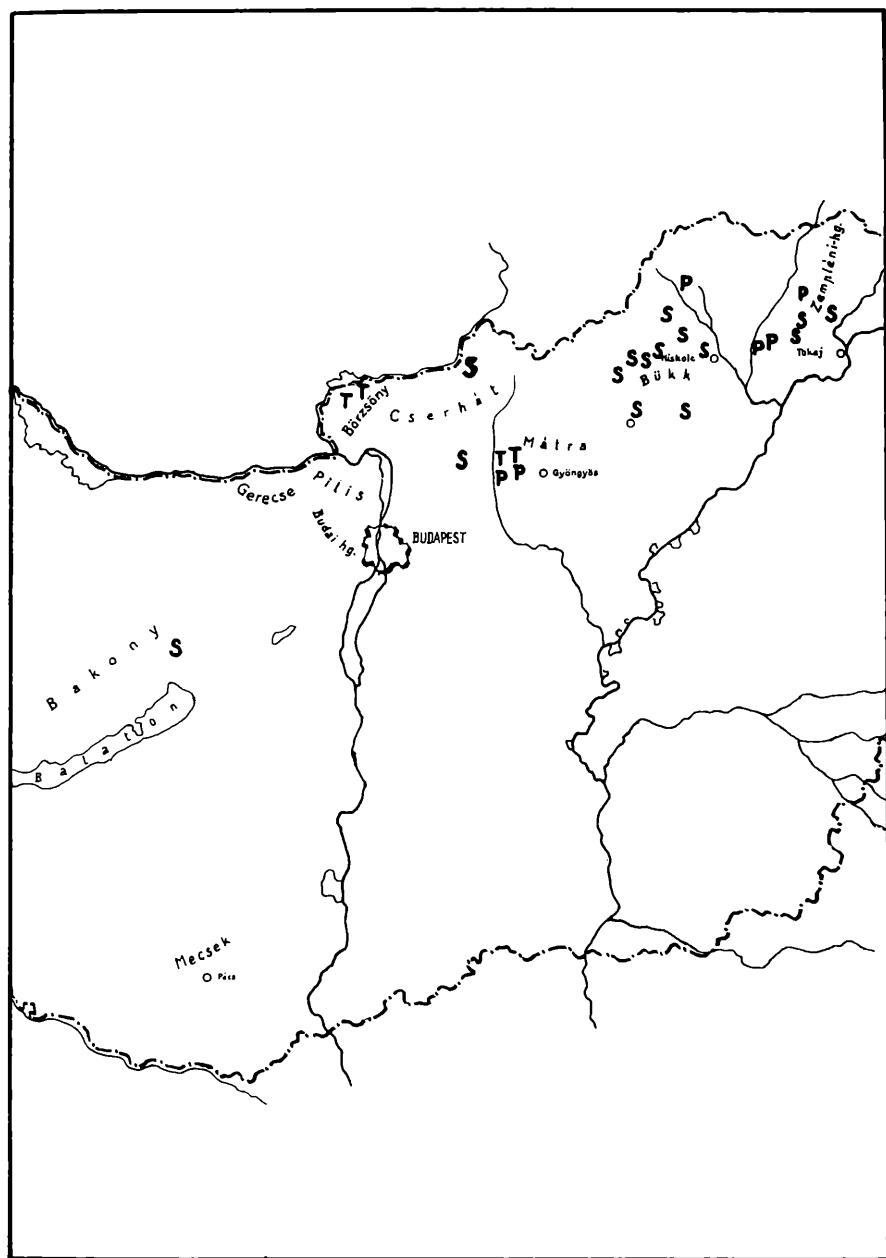 Zempléni-hg.
P
P
S
S
S
S
S
P P
Tokaj
S
S
S
S
S
S
Miskolc
S
Bükk
S
S
S
T T
Börzsöny
Cserhát
Mátra
S
T T
P P
Gyöngyös
Gerecse
Pilis
Budai hg.
BUDAPEST
Bakony
S
Balaton
Mecsek
Pécs